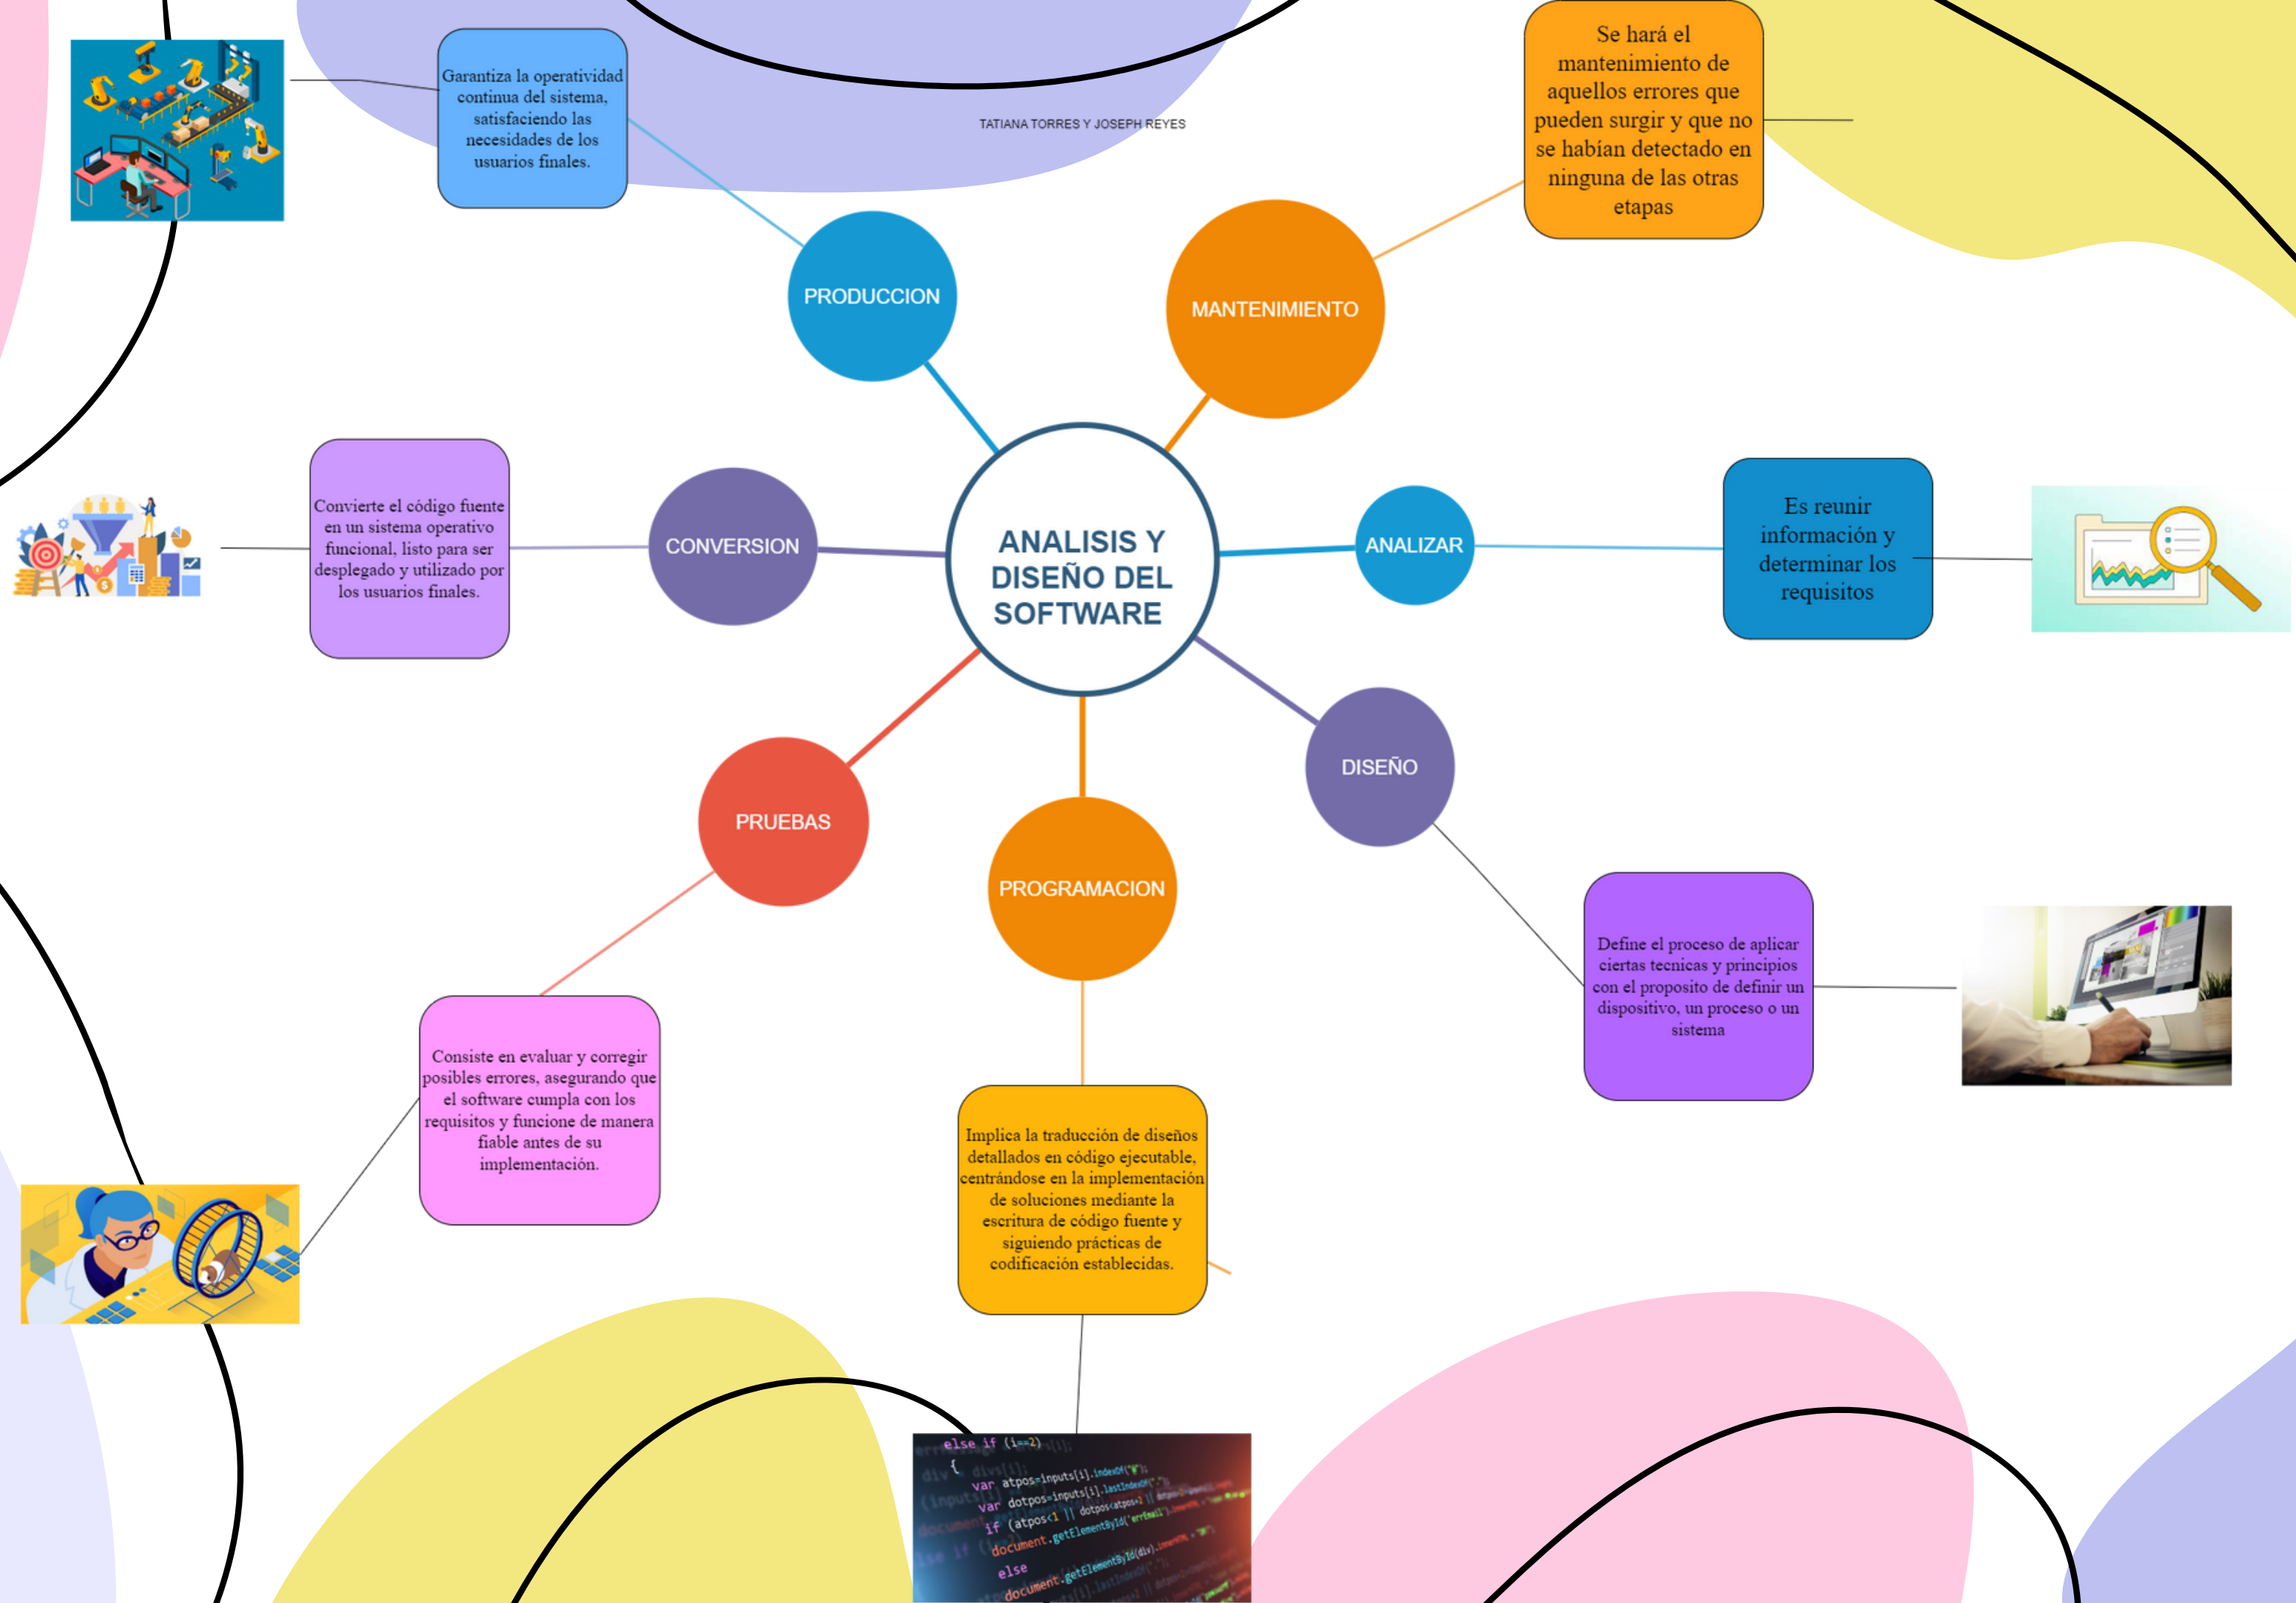 TATIANA TORRES Y JOSEPH REYES
ANALISIS Y
DISEÑO DEL
SOFTWARE
PRODUCCION
Garantiza la operatividad
continua del sistema,
satisfaciendo las
necesidades de los
usuarios finales.
MANTENIMIENTO
Se hará el
mantenimiento de
aquellos errores que
pueden surgir y que no
se habían detectado en
ninguna de las otras
etapas
CONVERSION
Convierte el código fuente
en un sistema operativo
funcional, listo para ser
desplegado y utilizado por
los usuarios finales.
ANALIZAR
Es reunir
información y
determinar los
requisitos
DISEÑO
Define el proceso de aplicar
ciertas tecnicas y principios
con el proposito de definir un
dispositivo, un proceso o un
sistema
PRUEBAS
Consiste en evaluar y corregir
posibles errores, asegurando que
el software cumpla con los
requisitos y funcione de manera
fiable antes de su
implementación.
PROGRAMACION
Implica la traducción de diseños
detallados en código ejecutable,
centrándose en la implementación
de soluciones mediante la
escritura de código fuente y
siguiendo prácticas de
codificación establecidas.
else if (i==2)
{
var atpos=inputs[i].indexOf("@");
var dotpos=inputs[i].lastIndexOf(".");
if (atpos<1 || dotpos<atpos+2 ||
document.getElementById('errEmail').innerHTML
else
document.getElementById(div).innerHTML